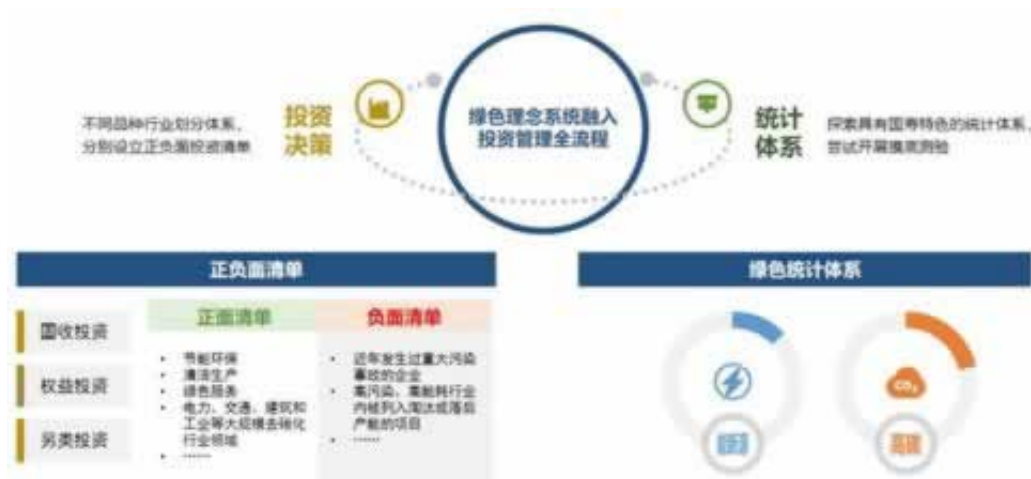 绿色理念系统融入
投资管理全流程
投资
决策
不同品种行业划分体系,
分别设立正负面投资清单
统计
体系
探索具有国寿特色的统计体系,
尝试开展摸底测验
正负面清单
国收投资
权益投资
另类投资
正面清单
• 节能环保
• 清洁生产
• 绿色服务
• 电力、交通、建筑和
工业等大规模去碳化
行业领域
• ……
负面清单
• 近年发生过重大污染
事故的企业
• 高污染、高能耗行业
内被列入淘汰或落后
产能的项目
• ……
绿色统计体系
CO₂
高碳